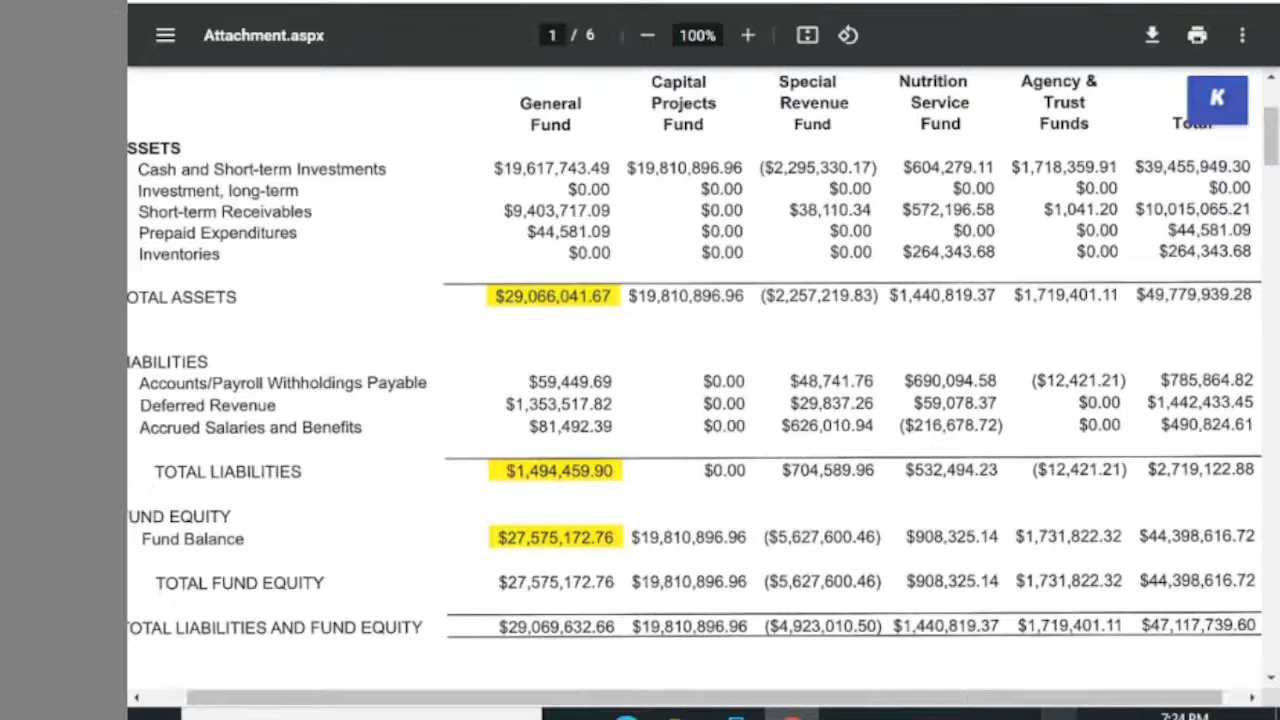 Attachment.aspx 1 / 6 100%
Capital Special Nutrition Agency & K
General Projects Revenue Service Trust
Fund Fund Fund Fund Funds Total
SSETS
Cash and Short-term Investments $19,617,743.49 $19,810,896.96 ($2,295,330.17) $604,279.11 $1,718,359.91 $39,455,949.30
Investment, long-term $0.00 $0.00 $0.00 $0.00 $0.00 $0.00
Short-term Receivables $9,403,717.09 $0.00 $38,110.34 $572,196.58 $1,041.20 $10,015,065.21
Prepaid Expenditures $44,581.09 $0.00 $0.00 $0.00 $0.00 $44,581.09
Inventories $0.00 $0.00 $0.00 $264,343.68 $0.00 $264,343.68
OTAL ASSETS $29,066,041.67 $19,810,896.96 ($2,257,219.83) $1,440,819.37 $1,719,401.11 $49,779,939.28
IABILITIES
Accounts/Payroll Withholdings Payable $59,449.69 $0.00 $48,741.76 $690,094.58 ($12,421.21) $785,864.82
Deferred Revenue $1,353,517.82 $0.00 $29,837.26 $59,078.37 $0.00 $1,442,433.45
Accrued Salaries and Benefits $81,492.39 $0.00 $626,010.94 ($216,678.72) $0.00 $490,824.61
TOTAL LIABILITIES $1,494,459.90 $0.00 $704,589.96 $532,494.23 ($12,421.21) $2,719,122.88
UND EQUITY
Fund Balance $27,575,172.76 $19,810,896.96 ($5,627,600.46) $908,325.14 $1,731,822.32 $44,398,616.72
TOTAL FUND EQUITY $27,575,172.76 $19,810,896.96 ($5,627,600.46) $908,325.14 $1,731,822.32 $44,398,616.72
OTAL LIABILITIES AND FUND EQUITY $29,069,632.66 $19,810,896.96 ($4,923,010.50) $1,440,819.37 $1,719,401.11 $47,117,739.60
7:24 PM